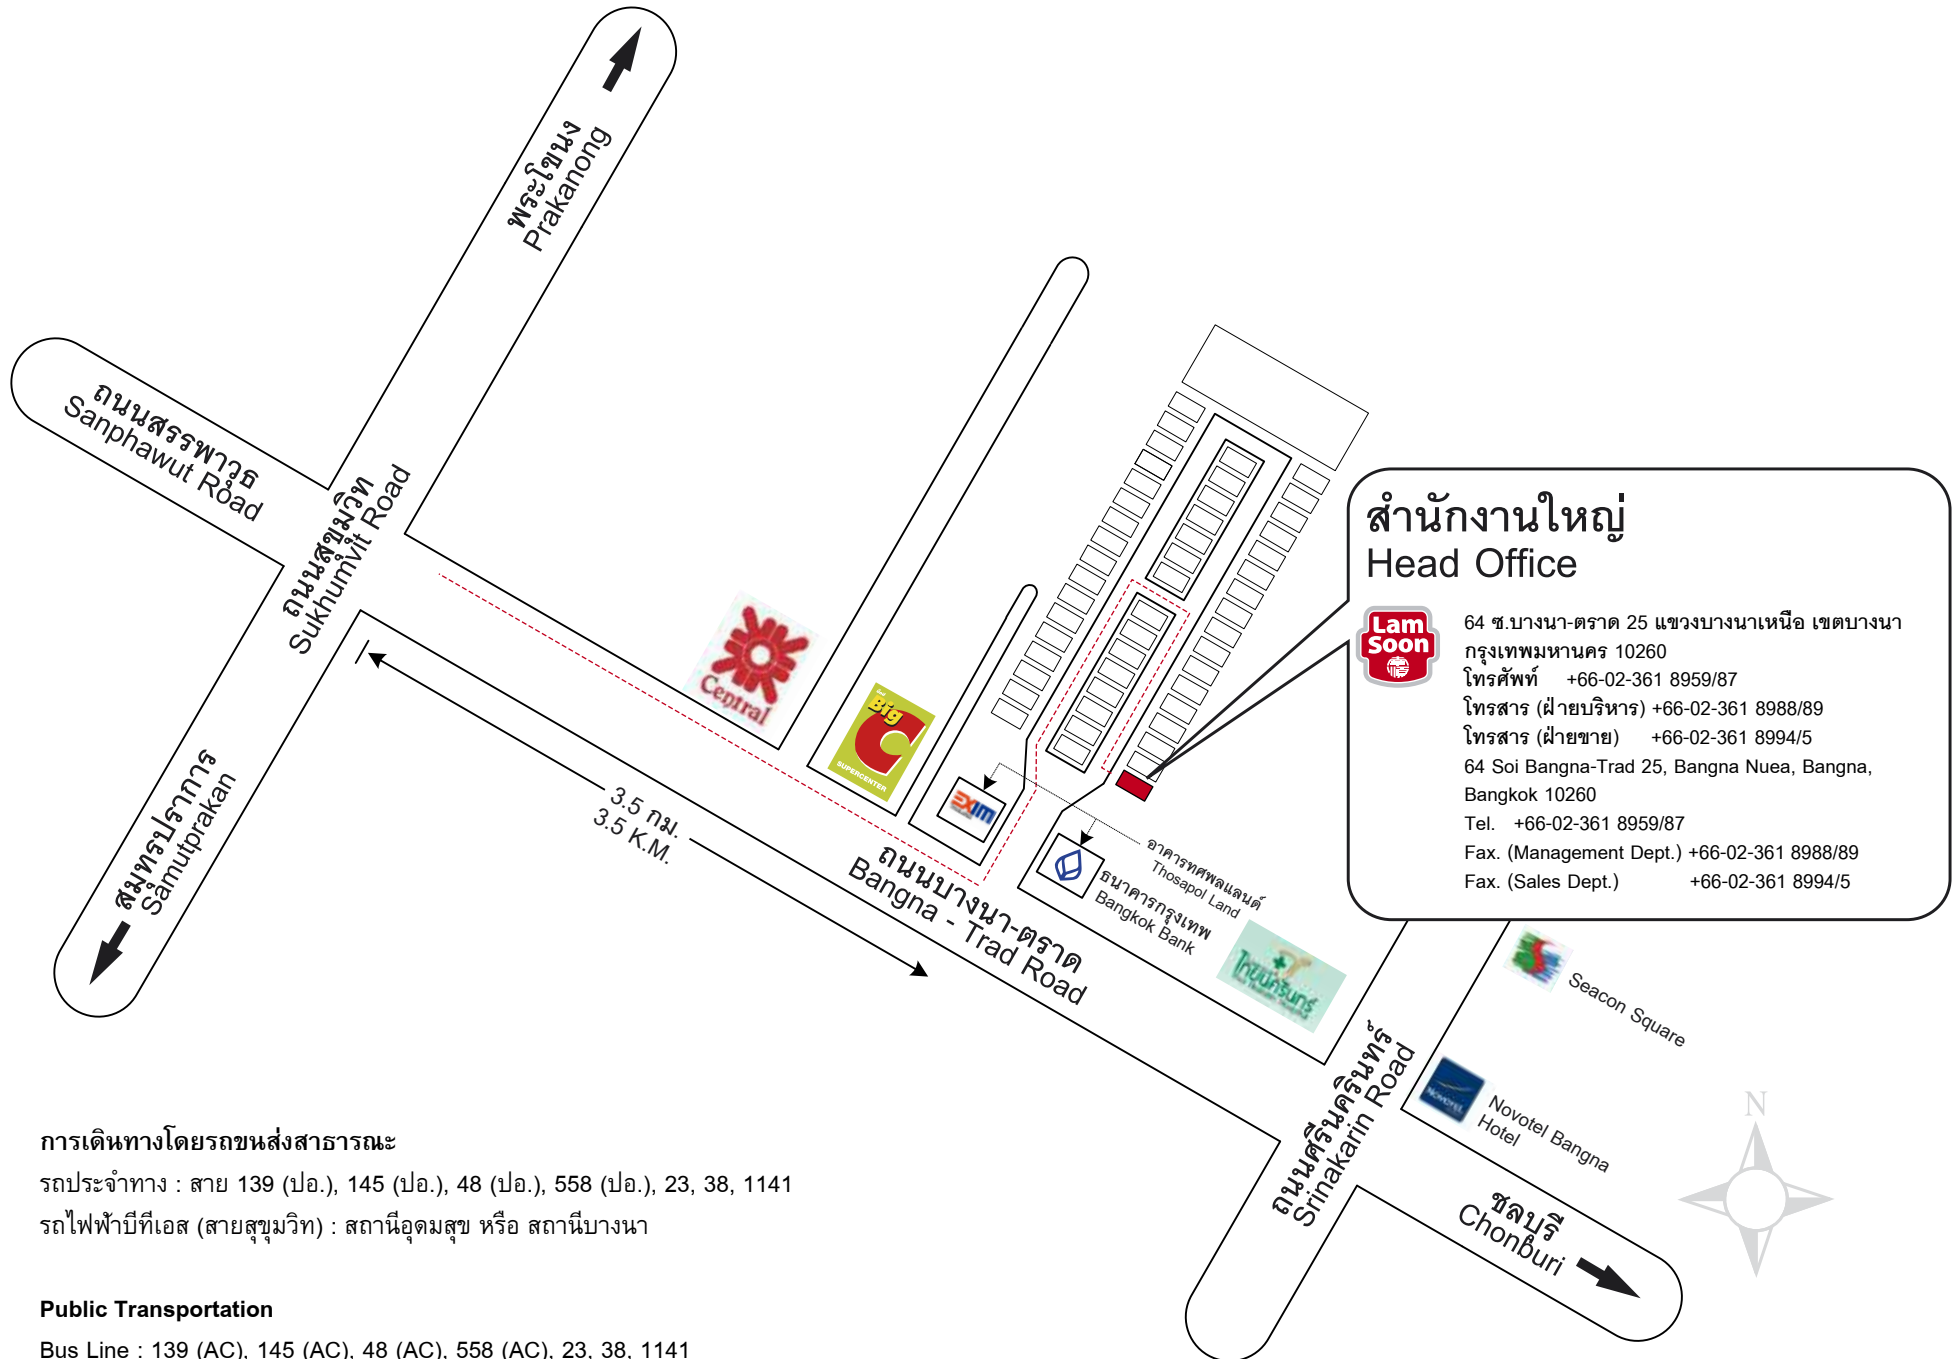 พระโขนง
Prakanong
ถนนสรรพาวุธ
Sanphawut Road
ถนนสุขุมวิท
Sukhumvit Road
สมุทรปราการ
Samutprakan
Central
Big
C
SUPERCENTER
EXIM
3.5 กม.
3.5 K.M.
ถนนบางนา-ตราด
Bangna - Trad Road
อาคารทศพลแลนด์
Thosapol Land
ธนาคารกรุงเทพ
Bangkok Bank
ไทยนครินทร์
สำนักงานใหญ่
Head Office
Lam
Soon
64 ซ.บางนา-ตราด 25 แขวงบางนาเหนือ เขตบางนา
กรุงเทพมหานคร 10260
โทรศัพท์ +66-02-361 8959/87
โทรสาร (ฝ่ายบริหาร) +66-02-361 8988/89
โทรสาร (ฝ่ายขาย) +66-02-361 8994/5
64 Soi Bangna-Trad 25, Bangna Nuea, Bangna,
Bangkok 10260
Tel. +66-02-361 8959/87
Fax. (Management Dept.) +66-02-361 8988/89
Fax. (Sales Dept.) +66-02-361 8994/5
Seacon Square
NOVOTEL
Novotel Bangna
Hotel
ถนนศรีนครินทร์
Srinakarin Road
ชลบุรี
Chonburi
N
การเดินทางโดยรถขนส่งสาธารณะ
รถประจำทาง : สาย 139 (ปอ.), 145 (ปอ.), 48 (ปอ.), 558 (ปอ.), 23, 38, 1141
รถไฟฟ้าบีทีเอส (สายสุขุมวิท) : สถานีอุดมสุข หรือ สถานีบางนา
Public Transportation
Bus Line : 139 (AC), 145 (AC), 48 (AC), 558 (AC), 23, 38, 1141